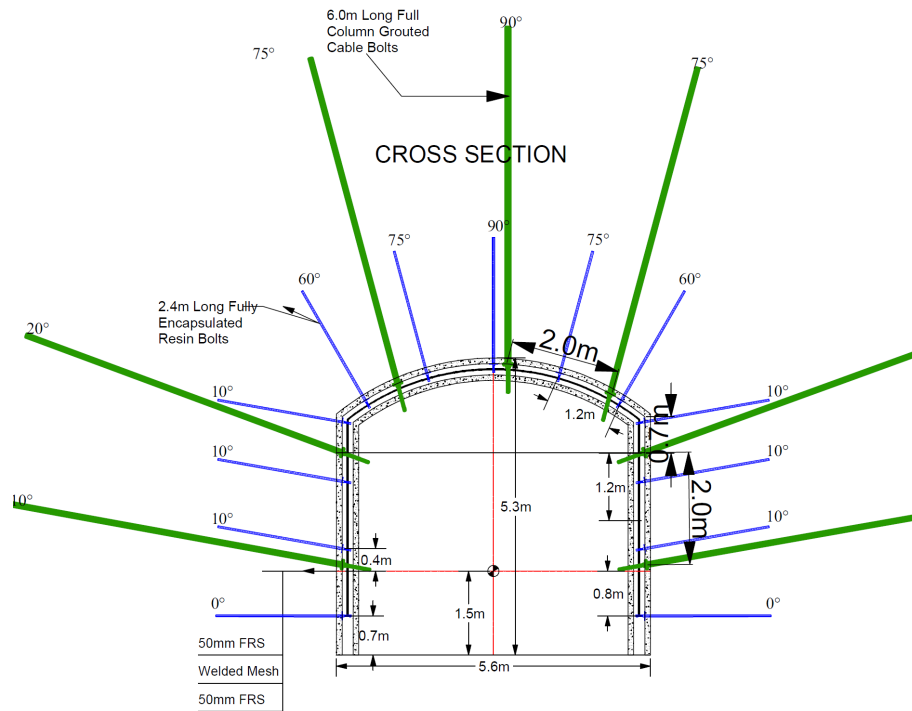 6.0m Long Full
Column Grouted
Cable Bolts
90°
75°
75°
CROSS SECTION
90°
75°
75°
60°
60°
2.4m Long Fully
Encapsulated
Resin Bolts
20°
2.0m
10°
10°
1.2m
0.7m
10°
10°
1.2m
2.0m
5.3m
10°
10°
10°
0.4m
0.8m
0°
0°
1.5m
0.7m
50mm FRS
Welded Mesh
50mm FRS
5.6m